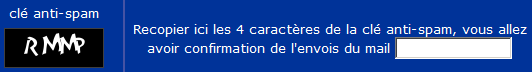 clé anti-spam
RMMP
Recopier ici les 4 caractères de la clé anti-spam, vous allez
avoir confirmation de l'envois du mail